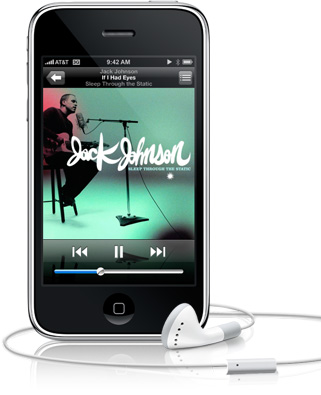 AT&T 3G 9:42 AM
Jack Johnson
If I Had Eyes
Sleep Through the Static
Jack Johnson
SLEEP THROUGH THE STATIC